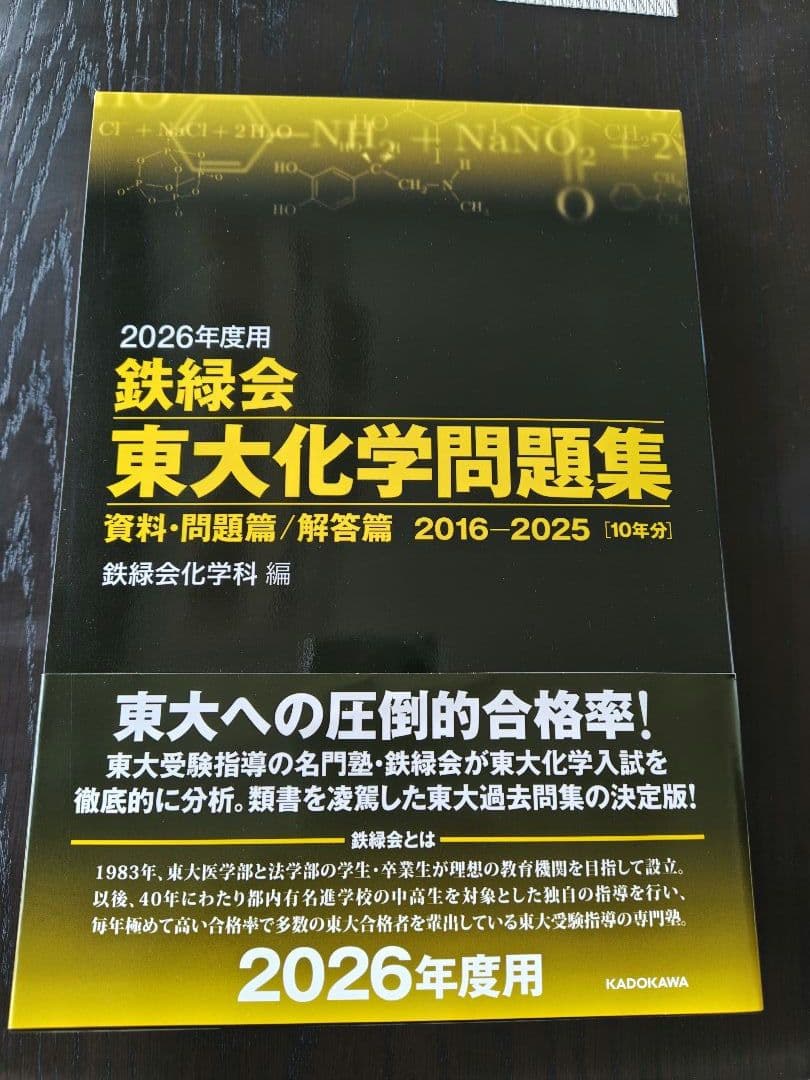 Cl + NaCl + 2H₂O
NH₂ + NaNO₂ + 2
CH₂
HO
HO
CH₂
N
H
CH₃
O
2026年度用
鉄緑会
東大化学問題集
資料・問題篇/解答篇 2016-2025 [10年分]
鉄緑会化学科 編
東大への圧倒的合格率!
東大受験指導の名門塾・鉄緑会が東大化学入試を
徹底的に分析。類書を凌駕した東大過去問集の決定版!
鉄緑会とは
1983年、東大医学部と法学部の学生・卒業生が理想の教育機関を目指して設立。
以後、40年にわたり都内有名進学校の中高生を対象とした独自の指導を行い、
毎年極めて高い合格率で多数の東大合格者を輩出している東大受験指導の専門塾。
2026年度用
KADOKAWA